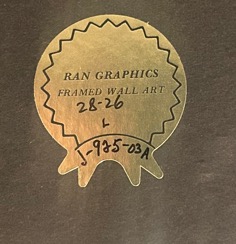 RAN GRAPHICS
FRAMED WALL ART
28-26
L
J-925-03A